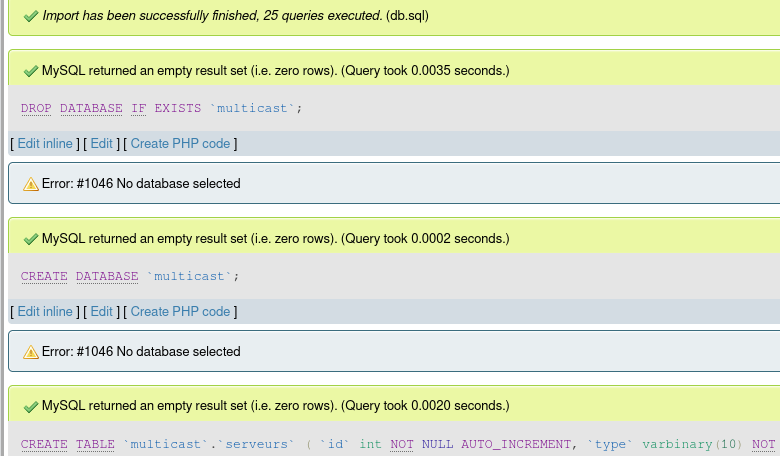 Import has been successfully finished, 25 queries executed. (db.sql)
MySQL returned an empty result set (i.e. zero rows). (Query took 0.0035 seconds.)
DROP DATABASE IF EXISTS `multicast`;
[ Edit inline ] [ Edit ] [ Create PHP code ]
Error: #1046 No database selected
MySQL returned an empty result set (i.e. zero rows). (Query took 0.0002 seconds.)
CREATE DATABASE `multicast`;
[ Edit inline ] [ Edit ] [ Create PHP code ]
Error: #1046 No database selected
MySQL returned an empty result set (i.e. zero rows). (Query took 0.0020 seconds.)
CREATE TABLE `multicast`.`serveurs` ( `id` int NOT NULL AUTO_INCREMENT, `type` varbinary(10) NOT